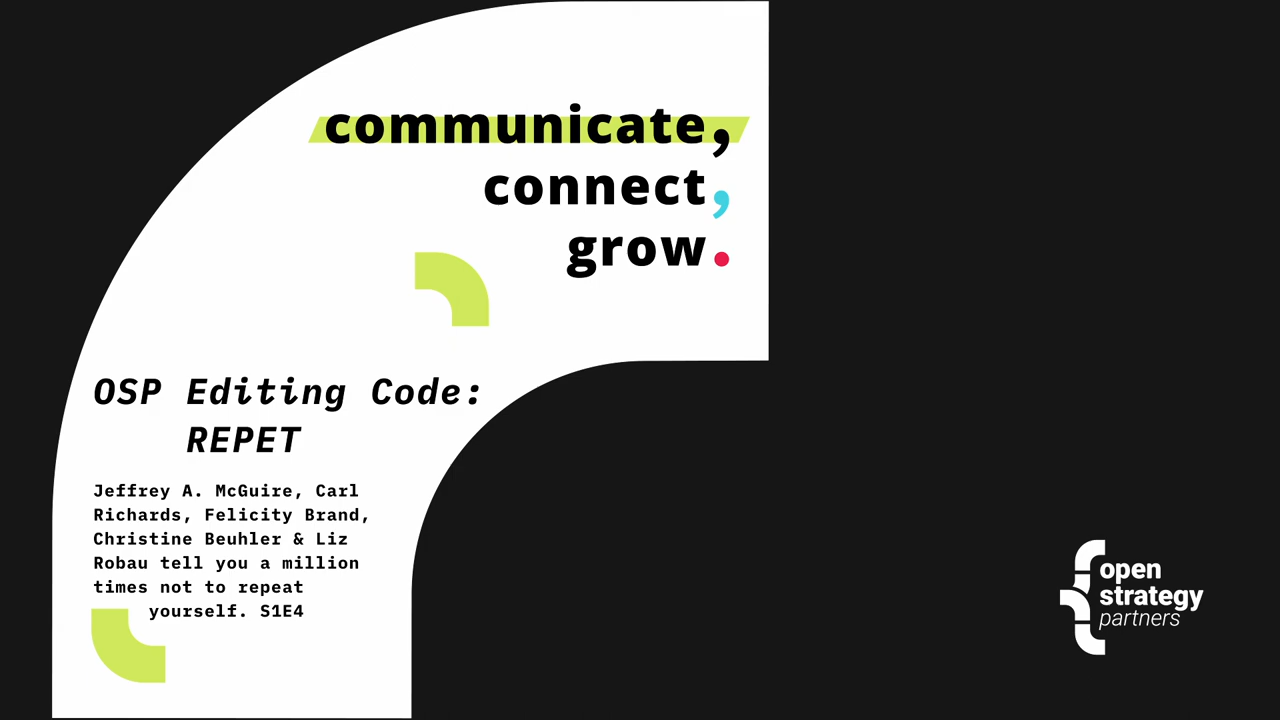 communicate,
connect,
grow.
OSP Editing Code:
REPET
Jeffrey A. McGuire, Carl
Richards, Felicity Brand,
Christine Beuhler & Liz
Robau tell you a million
times not to repeat
yourself. S1E4
open
strategy
partners